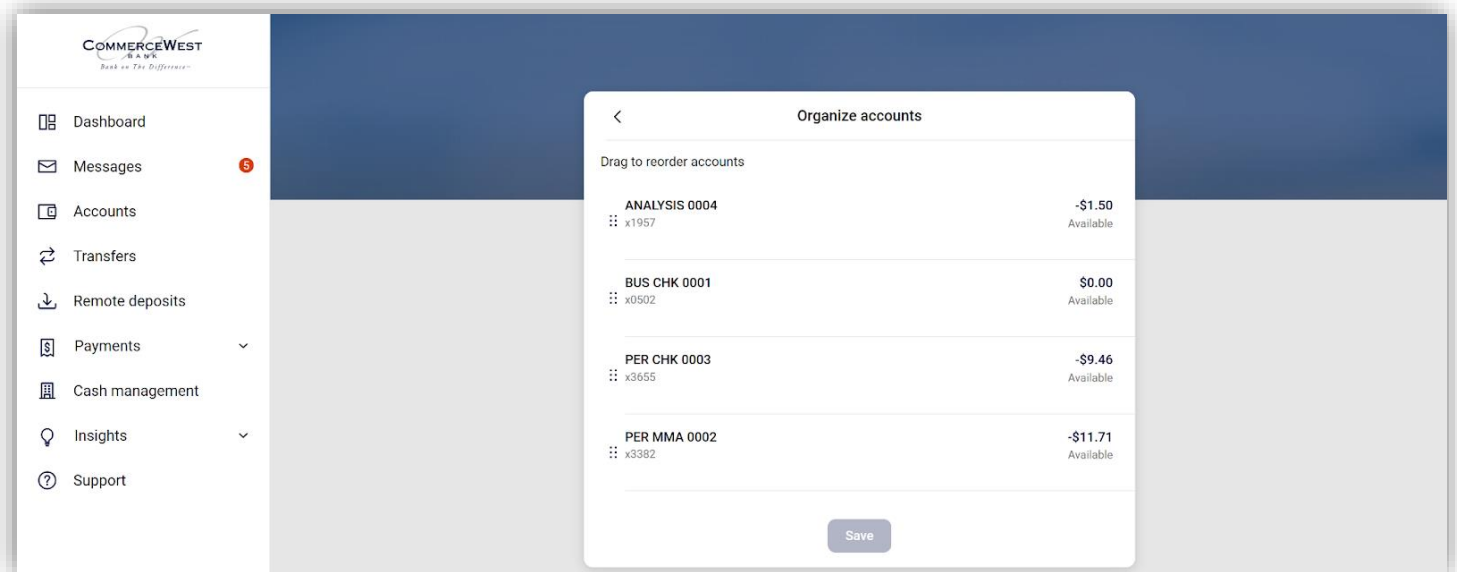 COMMERCEWEST
BANK
Bank on The Difference
Dashboard
Messages 5
Accounts
Transfers
Remote deposits
Payments
Cash management
Insights
Support
Organize accounts
Drag to reorder accounts
ANALYSIS 0004 -$1.50
x1957 Available
BUS CHK 0001 $0.00
x0502 Available
PER CHK 0003 -$9.46
x3655 Available
PER MMA 0002 -$11.71
x3382 Available
Save